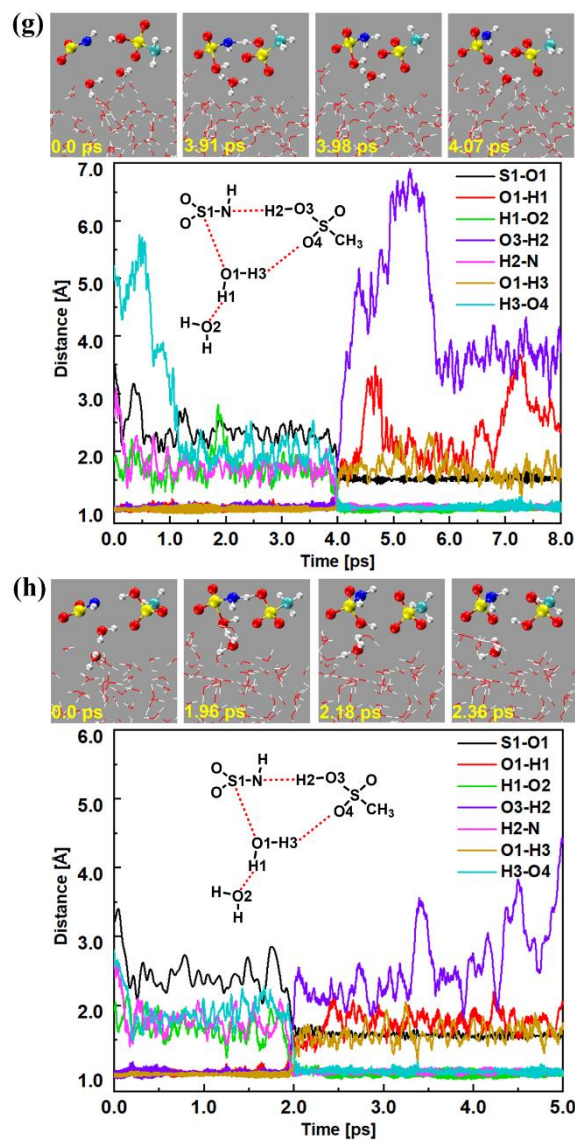 (g)
0.0 ps
3.91 ps
3.98 ps
4.07 ps
7.0
6.0
5.0
4.0
3.0
2.0
1.0
Distance [Å]
H
O
S1-N
O
H2-O3
O
S
O4
CH₃
O1-H3
H1
H
O2
H
S1-O1
O1-H1
H1-O2
O3-H2
H2-N
O1-H3
H3-O4
0.0 1.0 2.0 3.0 4.0 5.0 6.0 7.0 8.0
Time [ps]
(h)
0.0 ps
1.96 ps
2.18 ps
2.36 ps
6.0
5.0
4.0
3.0
2.0
1.0
Distance [Å]
H
O
S1-N
O
H2-O3
O
S
O4
CH₃
O1-H3
H1
H
O2
H
S1-O1
O1-H1
H1-O2
O3-H2
H2-N
O1-H3
H3-O4
0.0 1.0 2.0 3.0 4.0 5.0
Time [ps]